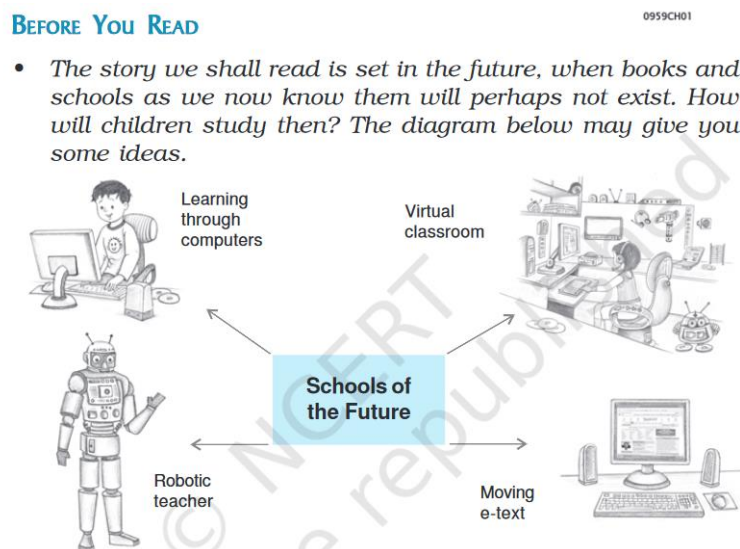 BEFORE YOU READ
0959CH01
• The story we shall read is set in the future, when books and
schools as we now know them will perhaps not exist. How
will children study then? The diagram below may give you
some ideas.
Learning
through
computers
Virtual
classroom
Schools of
the Future
Robotic
teacher
Moving
e-text
© NCERT
e republished